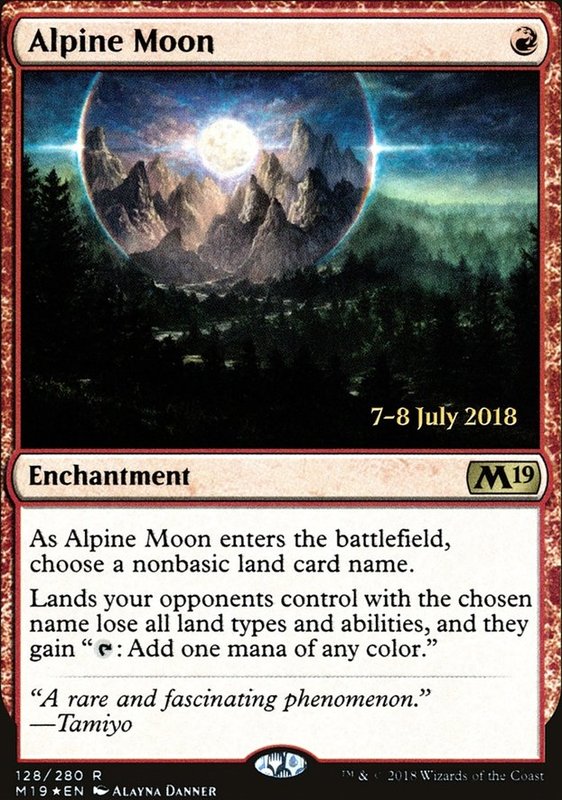 Alpine Moon
7–8 July 2018
Enchantment
M19
As Alpine Moon enters the battlefield,
choose a nonbasic land card name.
Lands your opponents control with the chosen
name lose all land types and abilities, and they
gain “: Add one mana of any color.”
“A rare and fascinating phenomenon.”
—Tamiyo
128/280 R
M19★EN Alayna Danner
™ & © 2018 Wizards of the Coast